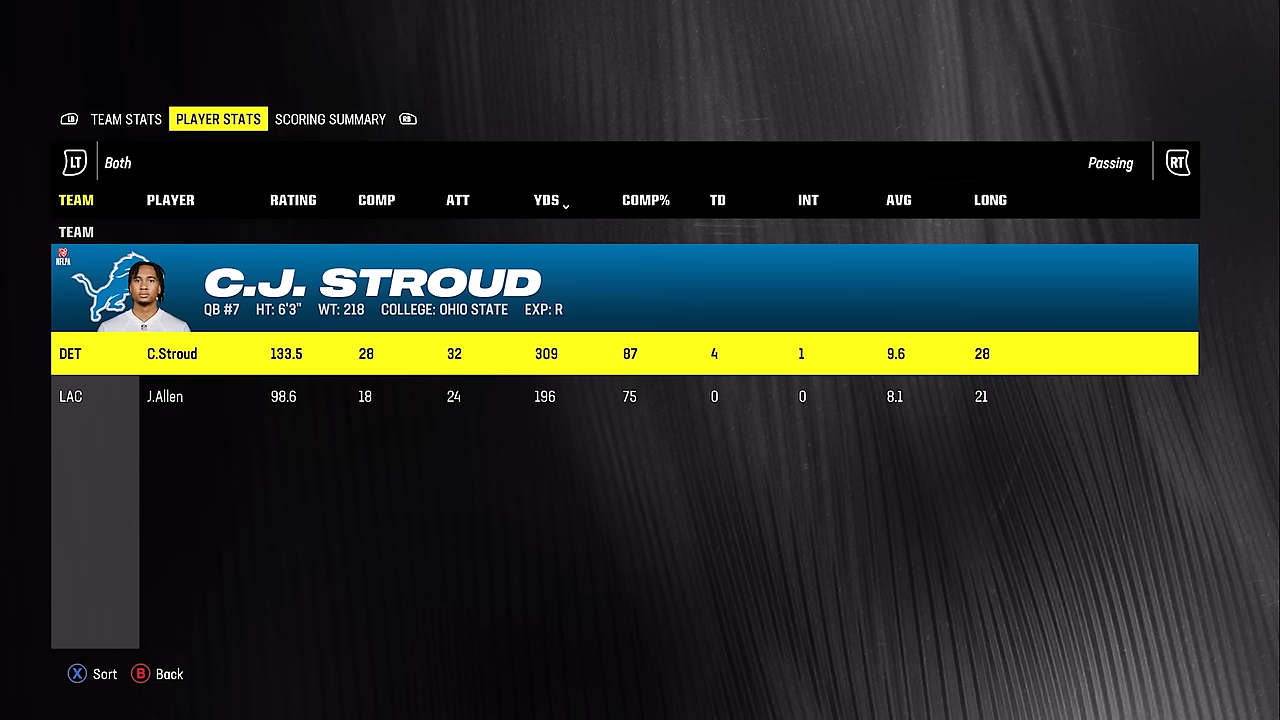 LB TEAM STATS PLAYER STATS SCORING SUMMARY RB
LT Both Passing RT
TEAM PLAYER RATING COMP ATT YDS COMP% TD INT AVG LONG
TEAM
NFLPA
C.J. STROUD
QB #7 HT: 6'3" WT: 218 COLLEGE: OHIO STATE EXP: R
DET C.Stroud 133.5 28 32 309 87 4 1 9.6 28
LAC J.Allen 98.6 18 24 196 75 0 0 8.1 21
X Sort B Back